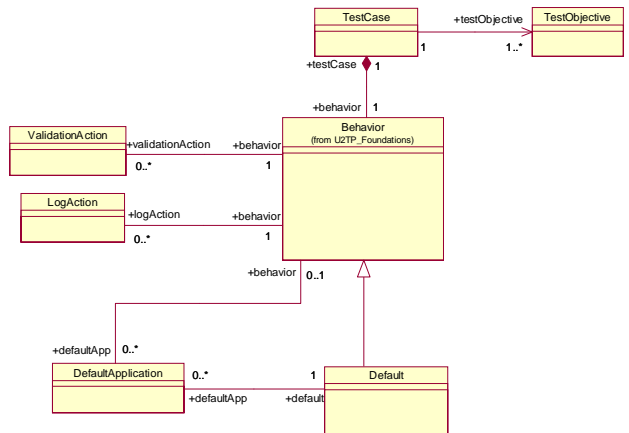 TestCase
+testObjective
TestObjective
1
1..*
+testCase
1
+behavior
1
Behavior
(from U2TP_Foundations)
ValidationAction
+validationAction
+behavior
0..*
1
LogAction
+logAction
+behavior
0..*
1
+behavior
0..1
+defaultApp
0..*
DefaultApplication
0..*
1
Default
+defaultApp
+default